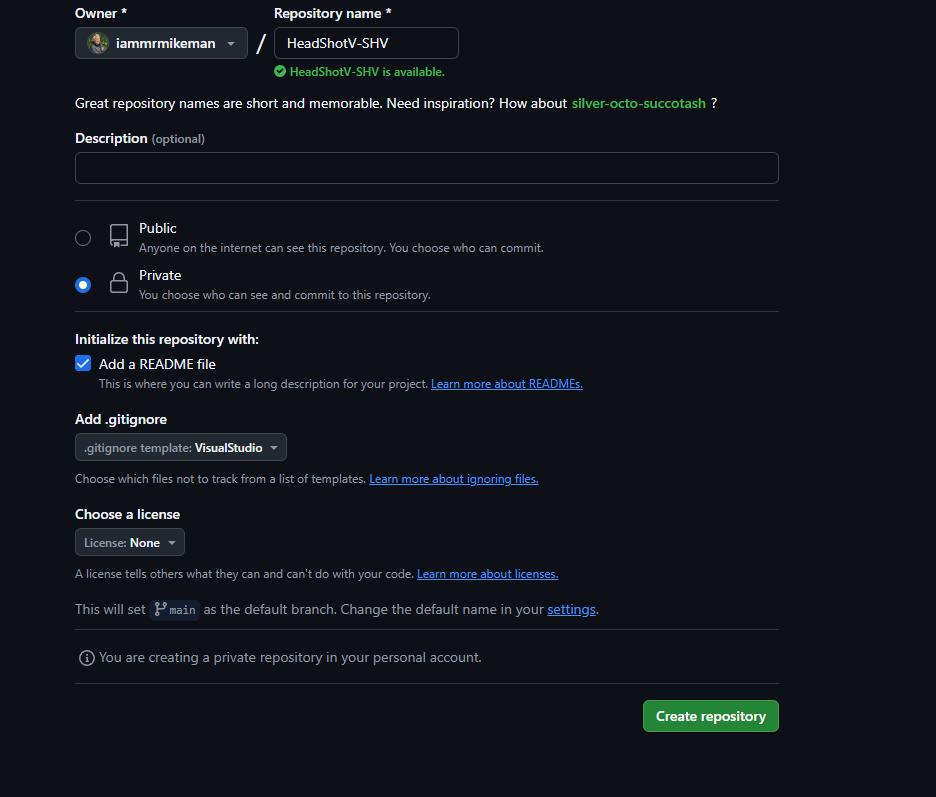 Owner * Repository name *
iammrmikeman / HeadShotV-SHV
HeadShotV-SHV is available.
Great repository names are short and memorable. Need inspiration? How about silver-octo-succotash ?
Description (optional)
Public
Anyone on the internet can see this repository. You choose who can commit.
Private
You choose who can see and commit to this repository.
Initialize this repository with:
Add a README file
This is where you can write a long description for your project. Learn more about READMEs.
Add .gitignore
.gitignore template: VisualStudio
Choose which files not to track from a list of templates. Learn more about ignoring files.
Choose a license
License: None
A license tells others what they can and can't do with your code. Learn more about licenses.
This will set main as the default branch. Change the default name in your settings.
You are creating a private repository in your personal account.
Create repository